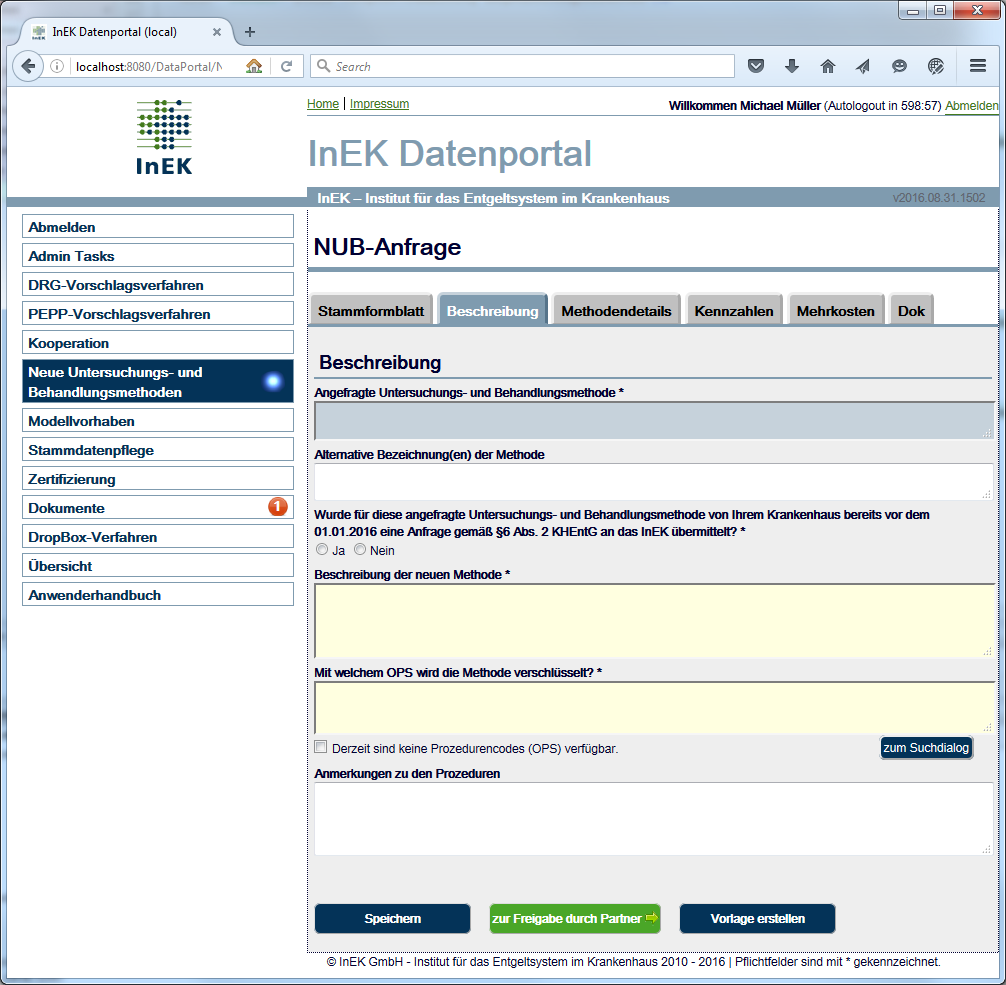 InEK Datenportal (local)
localhost:8080/DataPortal/N
Search
InEK
Home | Impressum
Willkommen Michael Müller (Autologout in 598:57) Abmelden
InEK Datenportal
InEK – Institut für das Entgeltsystem im Krankenhaus
v2016.08.31.1502
Abmelden
Admin Tasks
DRG-Vorschlagsverfahren
PEPP-Vorschlagsverfahren
Kooperation
Neue Untersuchungs- und
Behandlungsmethoden
Modellvorhaben
Stammdatenpflege
Zertifizierung
Dokumente 1
DropBox-Verfahren
Übersicht
Anwenderhandbuch
NUB-Anfrage
Stammformblatt Beschreibung Methodendetails Kennzahlen Mehrkosten Dok
Beschreibung
Angefragte Untersuchungs- und Behandlungsmethode *
Alternative Bezeichnung(en) der Methode
Wurde für diese angefragte Untersuchungs- und Behandlungsmethode von Ihrem Krankenhaus bereits vor dem
01.01.2016 eine Anfrage gemäß §6 Abs. 2 KHEntG an das InEK übermittelt? *
Ja Nein
Beschreibung der neuen Methode *
Mit welchem OPS wird die Methode verschlüsselt? *
Derzeit sind keine Prozedurencodes (OPS) verfügbar.
zum Suchdialog
Anmerkungen zu den Prozeduren
Speichern
zur Freigabe durch Partner
Vorlage erstellen
© InEK GmbH - Institut für das Entgeltsystem im Krankenhaus 2010 - 2016 | Pflichtfelder sind mit * gekennzeichnet.